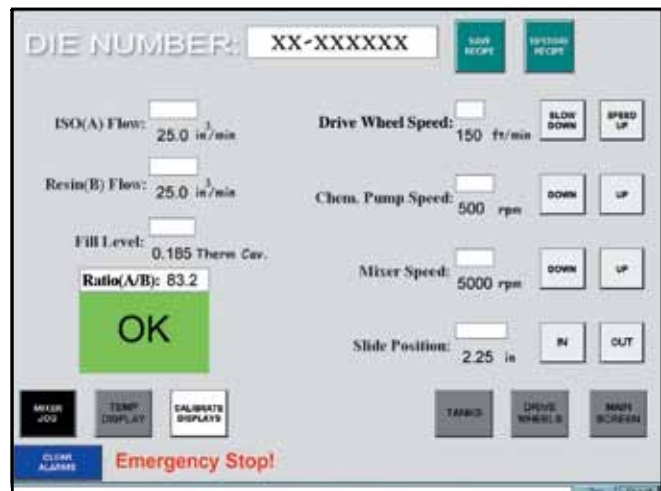 DIE NUMBER: XX-XXXXXX
SAVE RECIPE
RESTORE RECIPE
ISO(A) Flow:
25.0 in³/min
Resin(B) Flow:
25.0 in³/min
Fill Level:
0.185 Therm Cav.
Ratio(A/B): 83.2
OK
Drive Wheel Speed:
150 ft/min
SLOW DOWN
SPEED UP
Chem. Pump Speed:
500 rpm
DOWN
UP
Mixer Speed:
5000 rpm
DOWN
UP
Slide Position:
2.25 in
IN
OUT
MIXER JOG
TEMP DISPLAY
CALIBRATE DISPLAYS
TANKS
DRIVE WHEELS
MAIN SCREEN
CLEAR ALARMS
Emergency Stop!